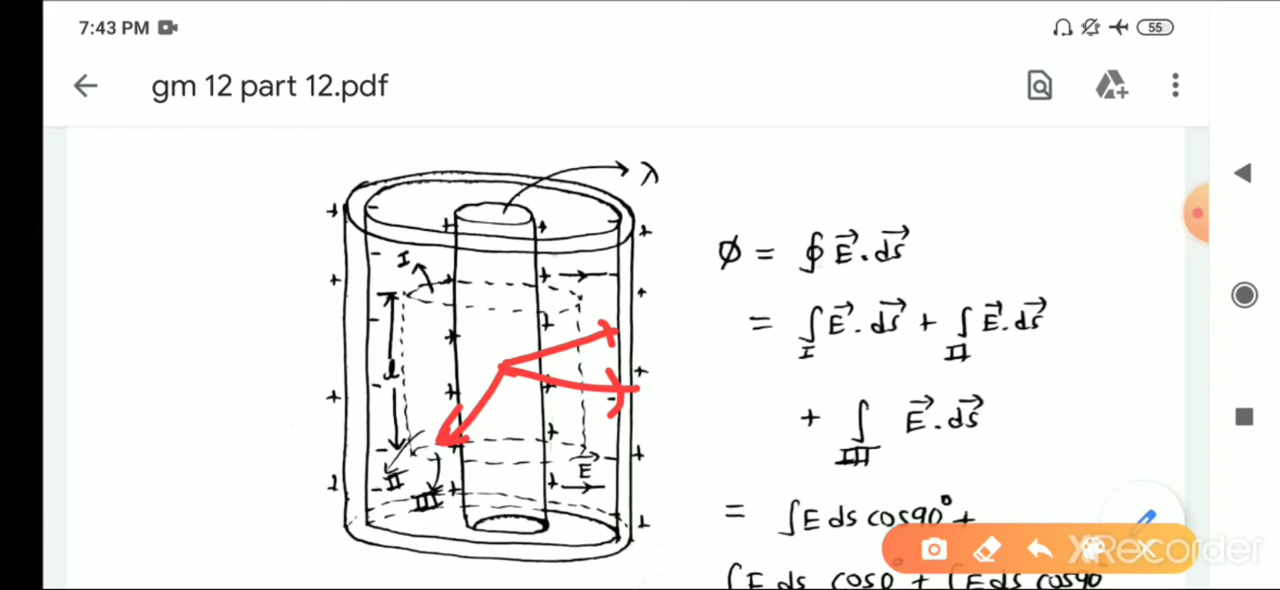 7:43 PM
55
gm 12 part 12.pdf
λ
I
l
II
III
E⃗
ϕ = ∮ E⃗ . ds⃗
= ∫_I E⃗ . ds⃗ + ∫_II E⃗ . ds⃗
+ ∫_III E⃗ . ds⃗
= ∫ E ds cos90° +
∫ E ds cos0° + ∫ E ds cos90°
XRecorder